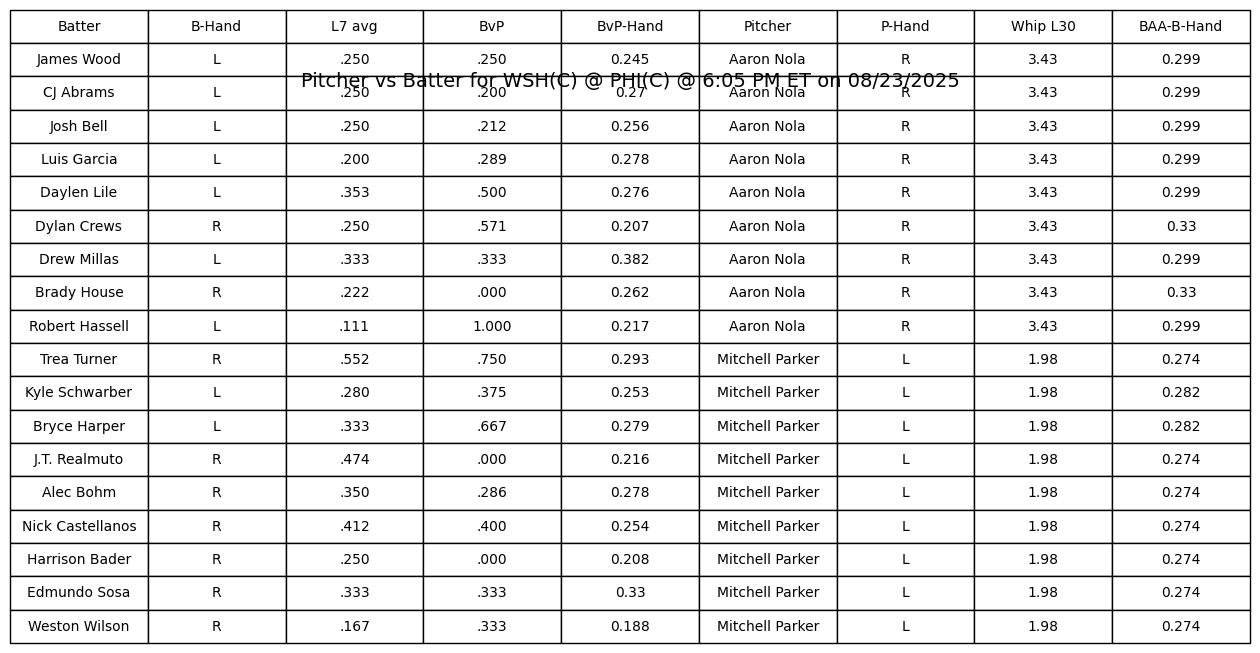 Batter B-Hand L7 avg BvP BvP-Hand Pitcher P-Hand Whip L30 BAA-B-Hand
James Wood L .250 .250 0.245 Aaron Nola R 3.43 0.299
Pitcher vs Batter for WSH(C) @ PHI(C) @ 6:05 PM ET on 08/23/2025
CJ Abrams L .250 .200 0.27 Aaron Nola R 3.43 0.299
Josh Bell L .250 .212 0.256 Aaron Nola R 3.43 0.299
Luis Garcia L .200 .289 0.278 Aaron Nola R 3.43 0.299
Daylen Lile L .353 .500 0.276 Aaron Nola R 3.43 0.299
Dylan Crews R .250 .571 0.207 Aaron Nola R 3.43 0.33
Drew Millas L .333 .333 0.382 Aaron Nola R 3.43 0.299
Brady House R .222 .000 0.262 Aaron Nola R 3.43 0.33
Robert Hassell L .111 1.000 0.217 Aaron Nola R 3.43 0.299
Trea Turner R .552 .750 0.293 Mitchell Parker L 1.98 0.274
Kyle Schwarber L .280 .375 0.253 Mitchell Parker L 1.98 0.282
Bryce Harper L .333 .667 0.279 Mitchell Parker L 1.98 0.282
J.T. Realmuto R .474 .000 0.216 Mitchell Parker L 1.98 0.274
Alec Bohm R .350 .286 0.278 Mitchell Parker L 1.98 0.274
Nick Castellanos R .412 .400 0.254 Mitchell Parker L 1.98 0.274
Harrison Bader R .250 .000 0.208 Mitchell Parker L 1.98 0.274
Edmundo Sosa R .333 .333 0.33 Mitchell Parker L 1.98 0.274
Weston Wilson R .167 .333 0.188 Mitchell Parker L 1.98 0.274